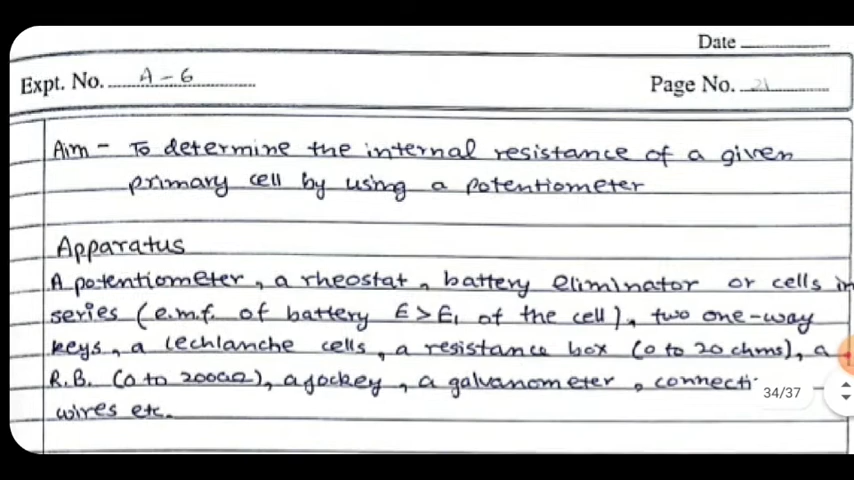 Date
Expt. No. A - 6
Page No. 21
Aim - To determine the internal resistance of a given
primary cell by using a potentiometer
Apparatus
A potentiometer, a rheostat, battery eliminator or cells in
series (e.m.f. of battery E > E₁ of the cell), two one-way
keys, a lechlanche cells, a resistance box (0 to 20 ohms), a
R.B. (0 to 2000Ω), a jockey, a galvanometer, connecti
34/37
wires etc.